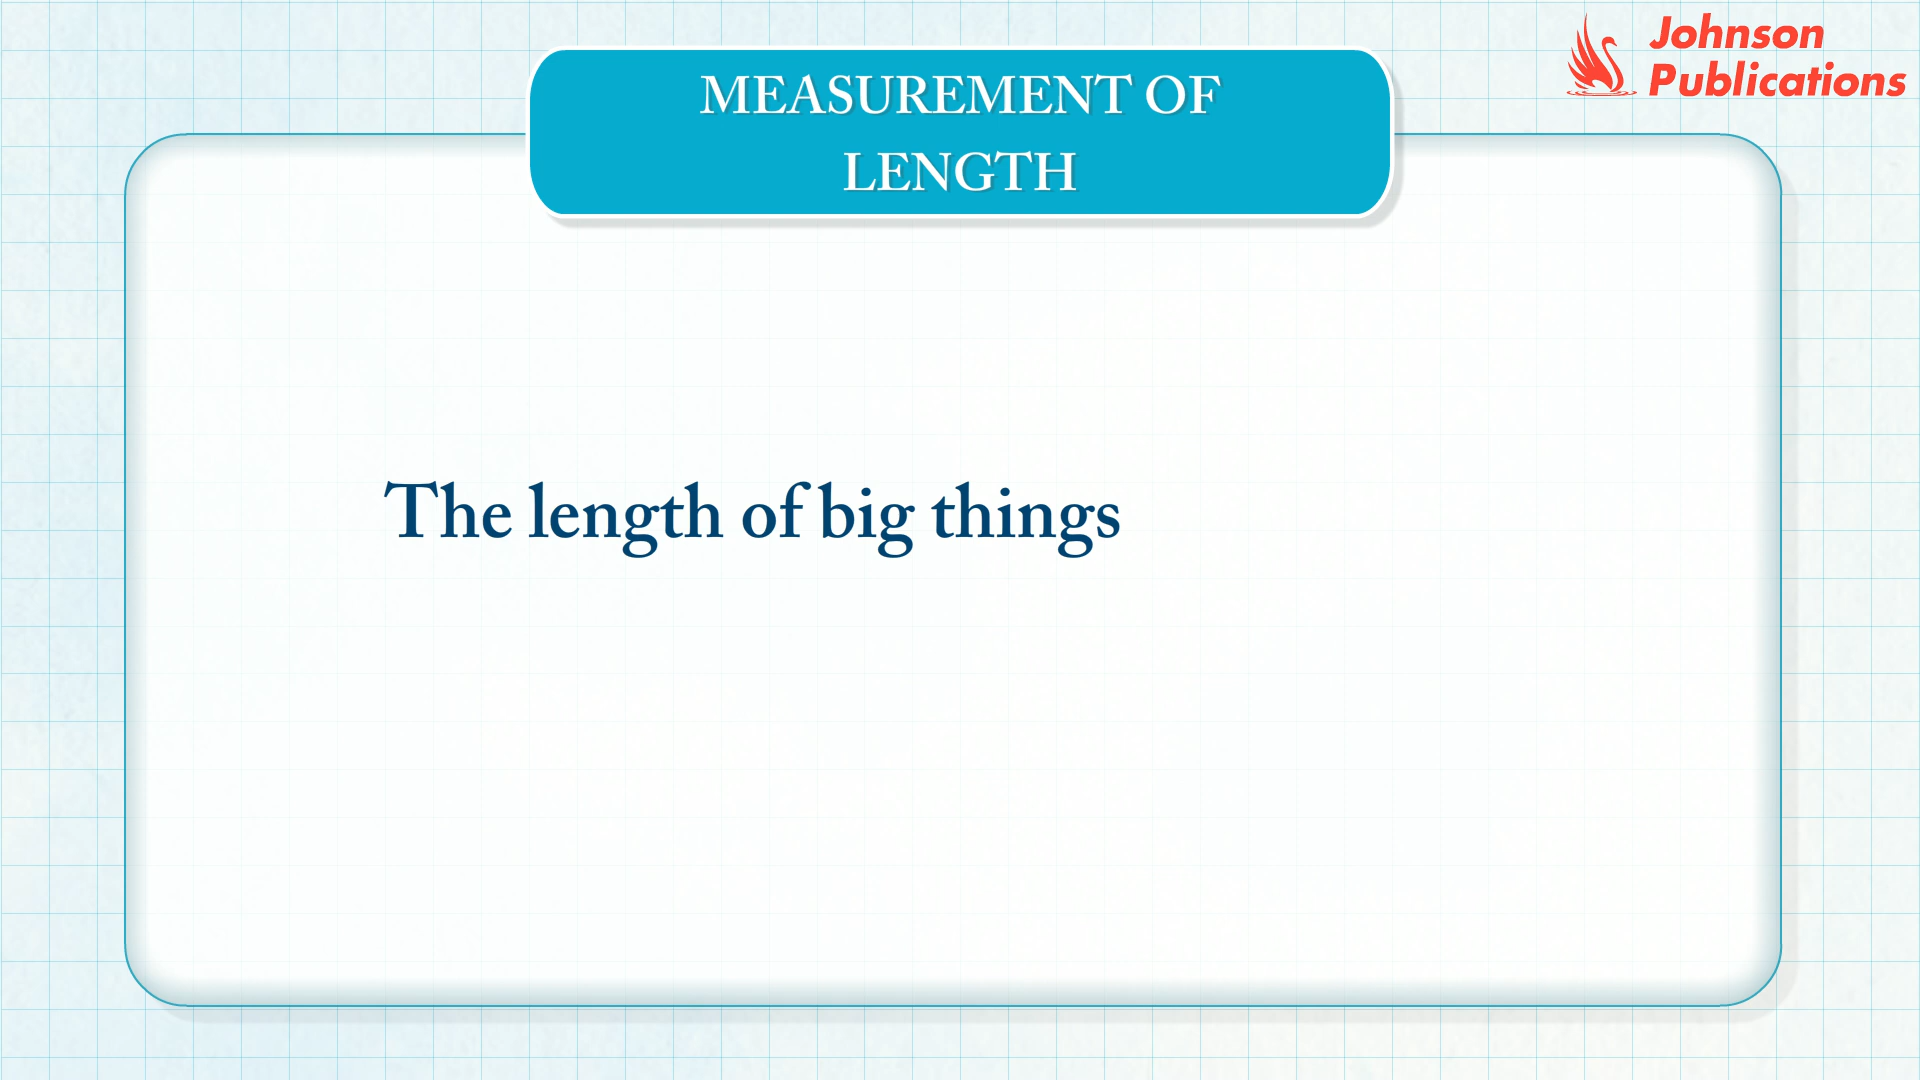 Johnson
Publications
MEASUREMENT OF
LENGTH
The length of big things